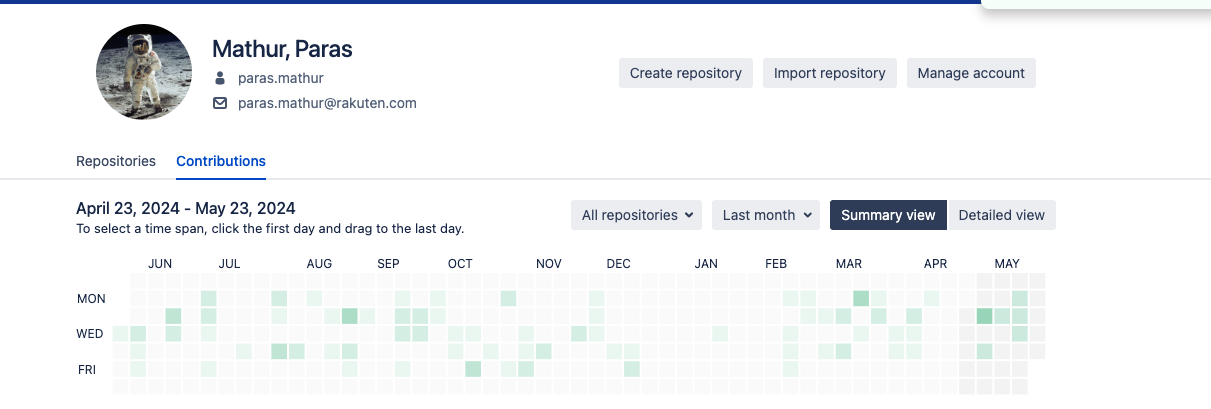 Mathur, Paras
paras.mathur
paras.mathur@rakuten.com
Create repository
Import repository
Manage account
Repositories
Contributions
April 23, 2024 - May 23, 2024
To select a time span, click the first day and drag to the last day.
All repositories
Last month
Summary view
Detailed view
JUN JUL AUG SEP OCT NOV DEC JAN FEB MAR APR MAY
MON
WED
FRI